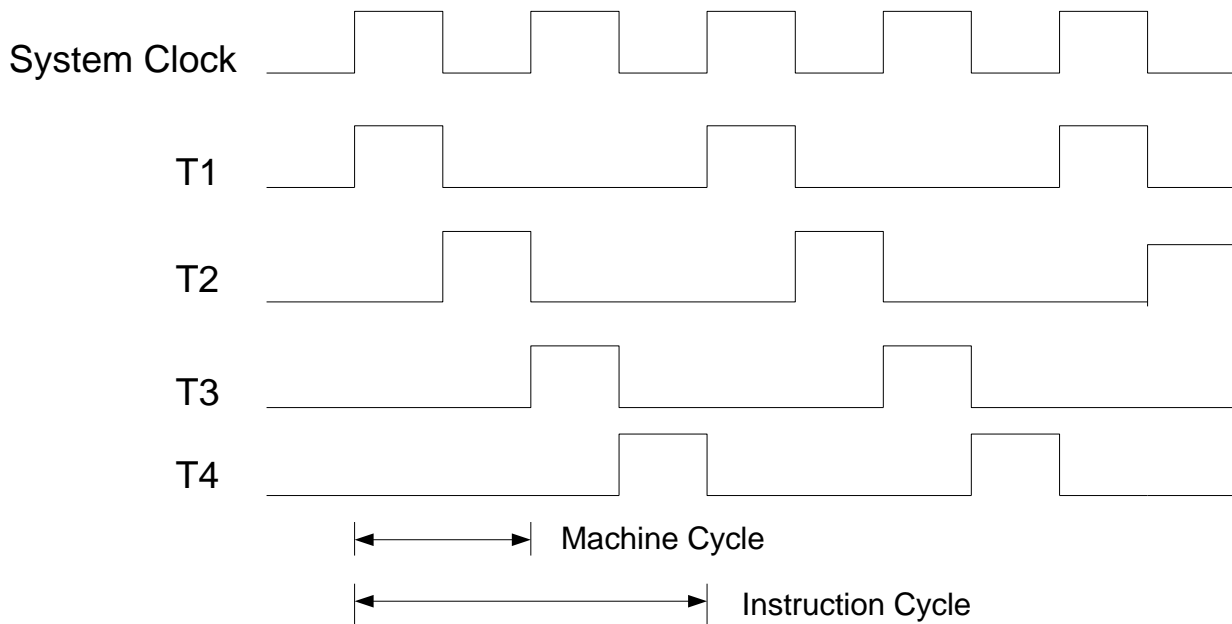 System Clock
T1
T2
T3
T4
Machine Cycle
Instruction Cycle